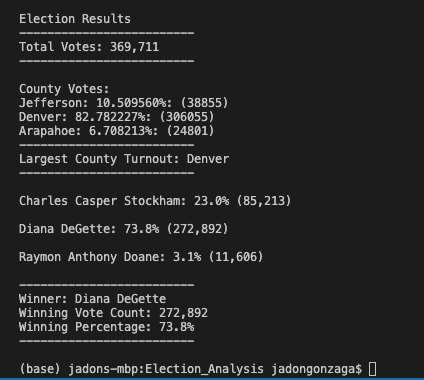 Election Results
-------------------------
Total Votes: 369,711
-------------------------
County Votes:
Jefferson: 10.509560%: (38855)
Denver: 82.782227%: (306055)
Arapahoe: 6.708213%: (24801)
-------------------------
Largest County Turnout: Denver
-------------------------
Charles Casper Stockham: 23.0% (85,213)
Diana DeGette: 73.8% (272,892)
Raymon Anthony Doane: 3.1% (11,606)
-------------------------
Winner: Diana DeGette
Winning Vote Count: 272,892
Winning Percentage: 73.8%
-------------------------
(base) jadons-mbp:Election_Analysis jadongonzaga$